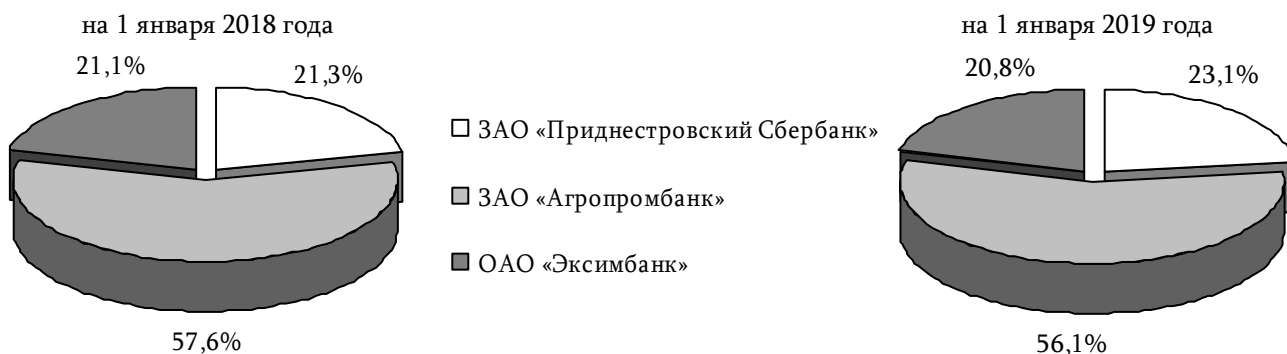 на 1 января 2018 года
21,1%
21,3%
57,6%
ЗАО «Приднестровский Сбербанк»
ЗАО «Агропромбанк»
ОАО «Эксимбанк»
на 1 января 2019 года
20,8%
23,1%
56,1%